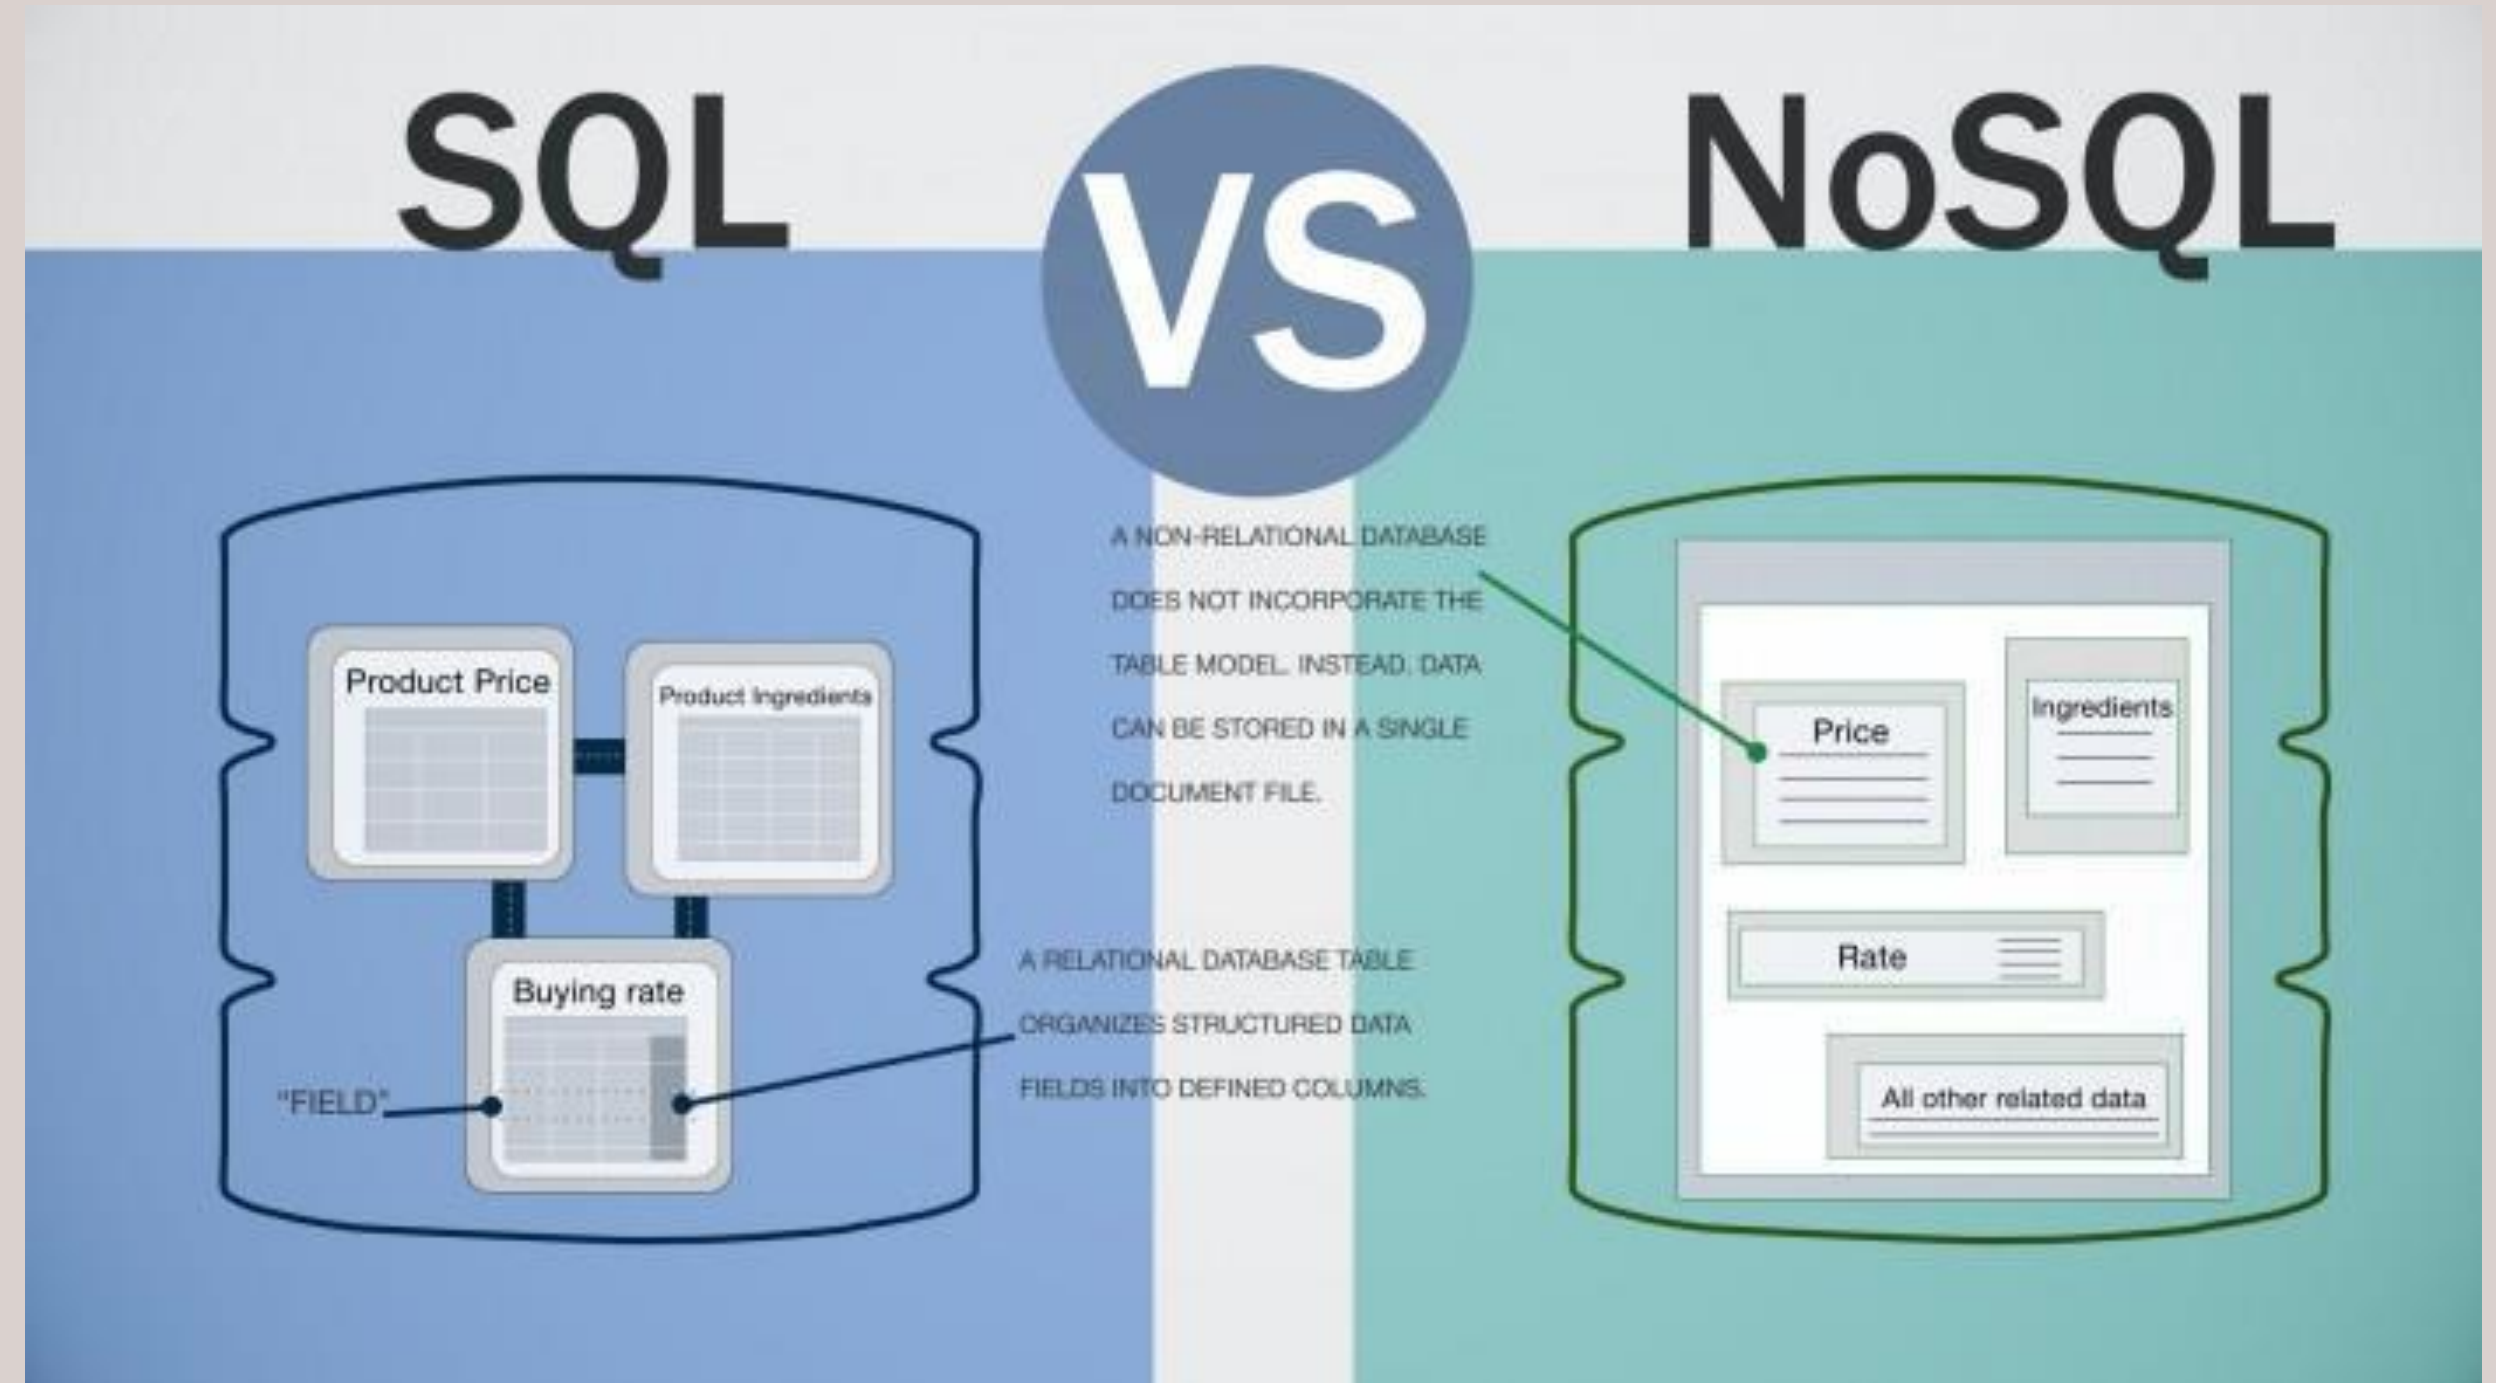 SQL
VS
NoSQL
A NON-RELATIONAL DATABASE
DOES NOT INCORPORATE THE
TABLE MODEL. INSTEAD, DATA
CAN BE STORED IN A SINGLE
DOCUMENT FILE.
Product Price
Product Ingredients
Buying rate
"FIELD"
A RELATIONAL DATABASE TABLE
ORGANIZES STRUCTURED DATA
FIELDS INTO DEFINED COLUMNS.
Price
Ingredients
Rate
All other related data